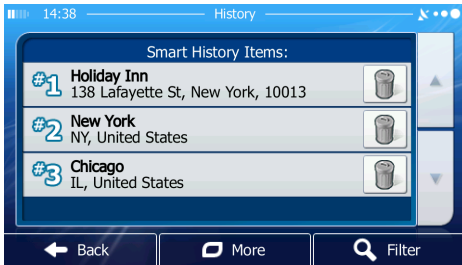 14:38
History
Smart History Items:
#1 Holiday Inn
138 Lafayette St, New York, 10013
#2 New York
NY, United States
#3 Chicago
IL, United States
Back
More
Filter